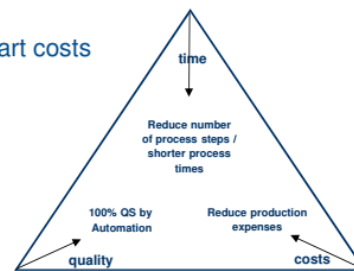 art costs
time
Reduce number
of process steps /
shorter process
times
100% QS by
Automation
Reduce production
expenses
quality
costs